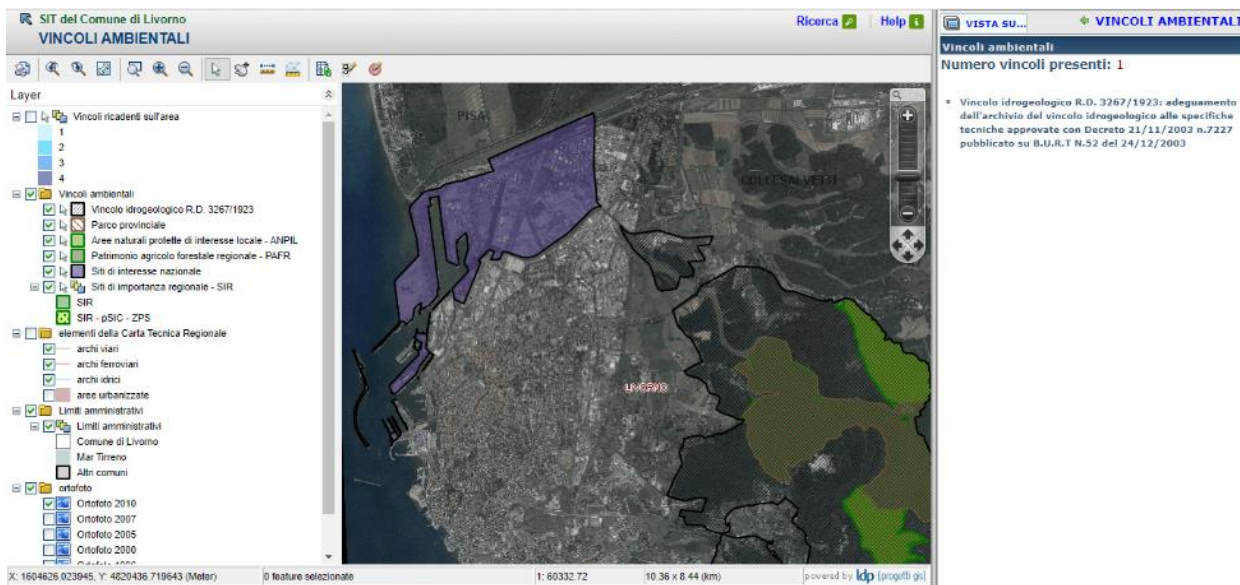 SIT del Comune di Livorno
VINCOLI AMBIENTALI
Ricerca
Help
VISTA SU...
VINCOLI AMBIENTALI
Vincoli ambientali
Numero vincoli presenti: 1
Vincolo idrogeologico R.D. 3267/1923: adeguamento
dell'archivio del vincolo idrogeologico alle specifiche
tecniche approvate con Decreto 21/11/2003 n.7227
pubblicato su B.U.R.T N.52 del 24/12/2003
Layer
Vincoli ricadenti sull'area
1
2
3
4
Vincoli ambientali
Vincolo idrogeologico R.D. 3267/1923
Parco provinciale
Aree naturali protette di interesse locale - ANPIL
Patrimonio agricolo forestale regionale - PAFR
Siti di interesse nazionale
Siti di importanza regionale - SIR
SIR
SIR - pSIC - ZPS
elementi della Carta Tecnica Regionale
archi viari
archi ferroviari
archi idrici
aree urbanizzate
Limiti amministrativi
Limiti amministrativi
Comune di Livorno
Mar Tirreno
Altri comuni
ortofoto
Ortofoto 2010
Ortofoto 2007
Ortofoto 2005
Ortofoto 2000
PISA
COLLESALVETTI
LIVORNO
X: 1604626.023945, Y: 4820436.719643 (Meter)
0 feature selezionate
1: 60332.72
10.36 x 8.44 (km)
powered by ldp [progetti gis]